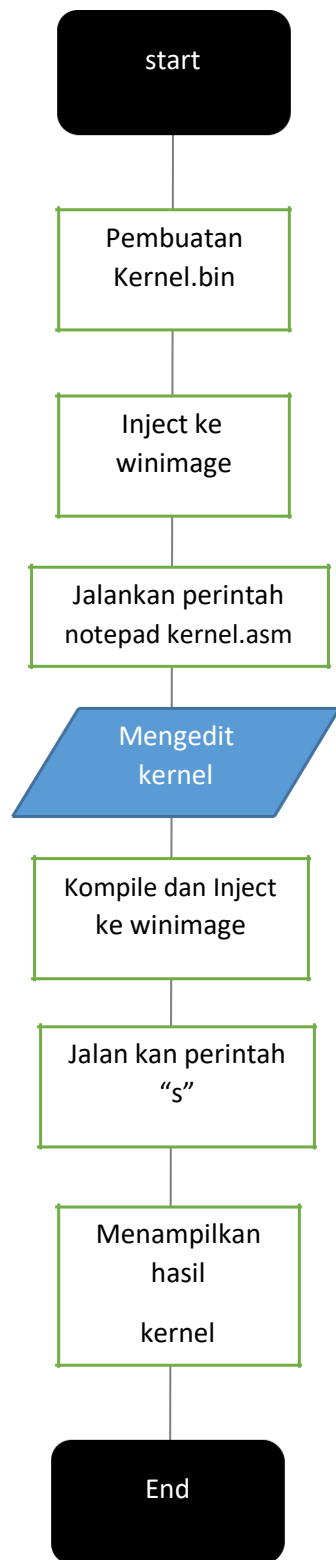 start
Pembuatan
Kernel.bin
Inject ke
winimage
Jalankan perintah
notepad kernel.asm
Mengedit
kernel
Kompile dan Inject
ke winimage
Jalan kan perintah
“s”
Menampilkan
hasil
kernel
End